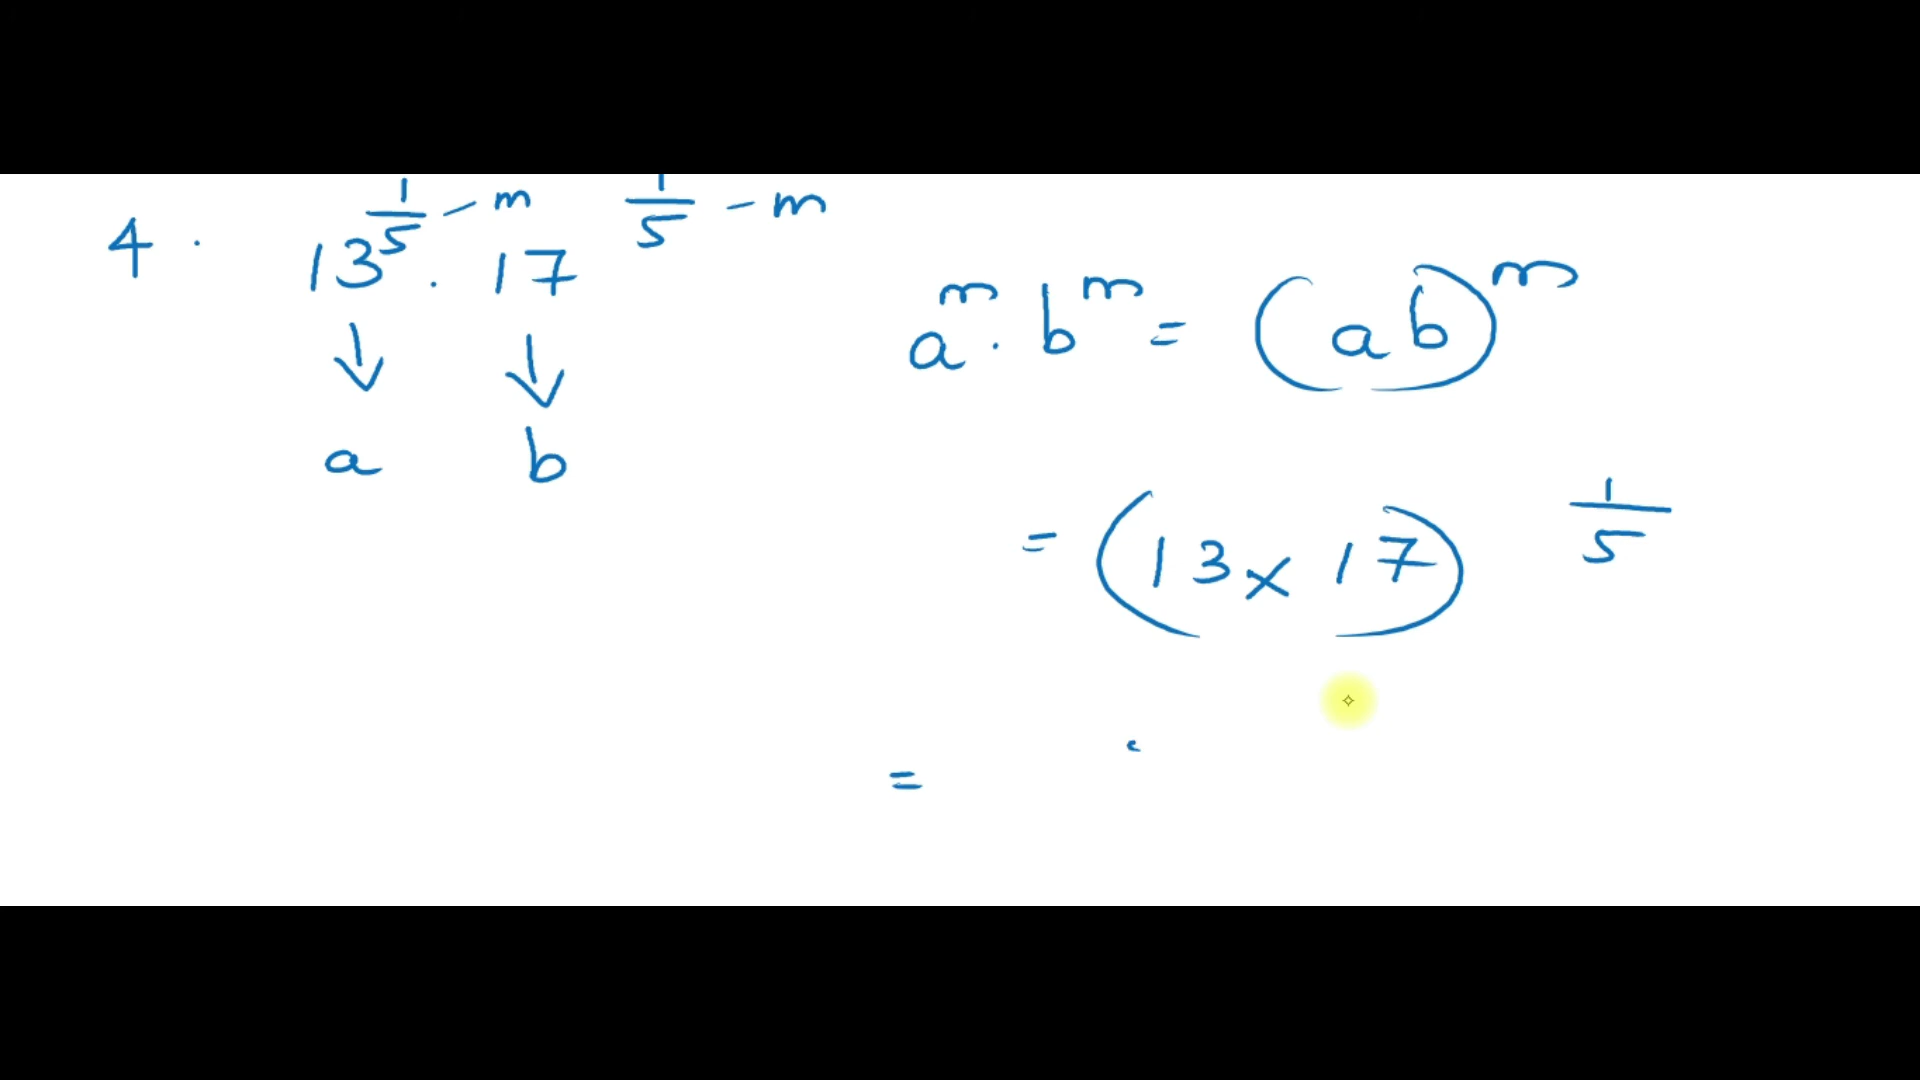 4. 13^{1/5} - m . 17^{1/5} - m
a b
a^m . b^m = (ab)^m
= (13 x 17)^{1/5}
=